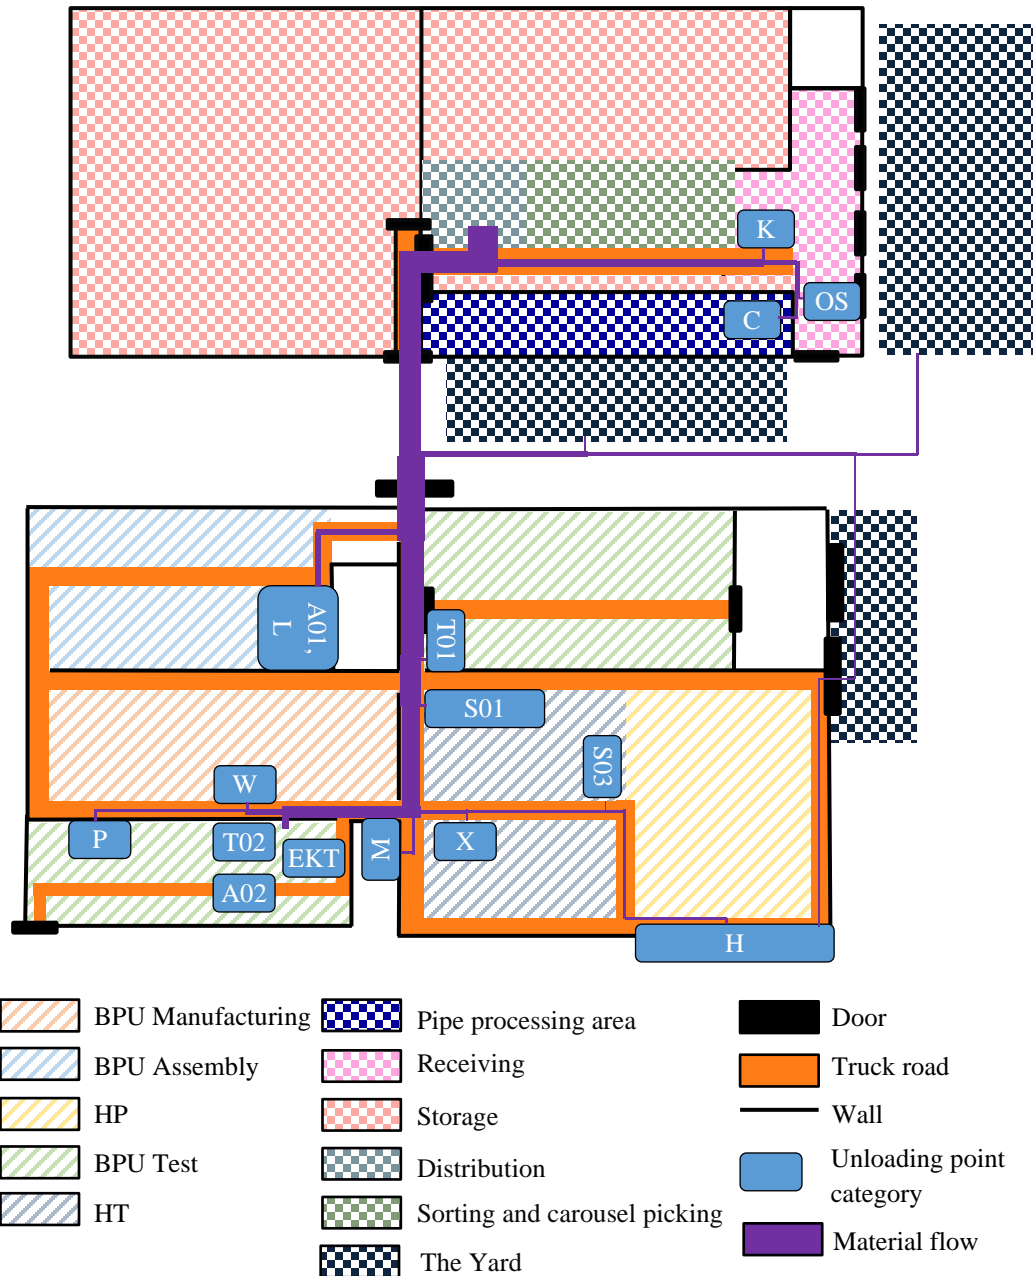 K
OS
C
A01,
L
T01
S01
S03
W
P
T02
EKT
M
X
A02
H
BPU Manufacturing
Pipe processing area
Door
BPU Assembly
Receiving
Truck road
HP
Storage
Wall
BPU Test
Distribution
Unloading point
category
HT
Sorting and carousel picking
Material flow
The Yard